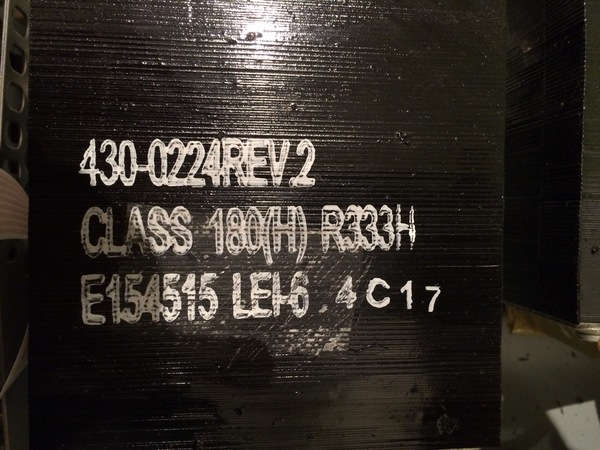 430-0224REV.2
CLASS 180(H) R333H
E154515 LEI-6 4C17